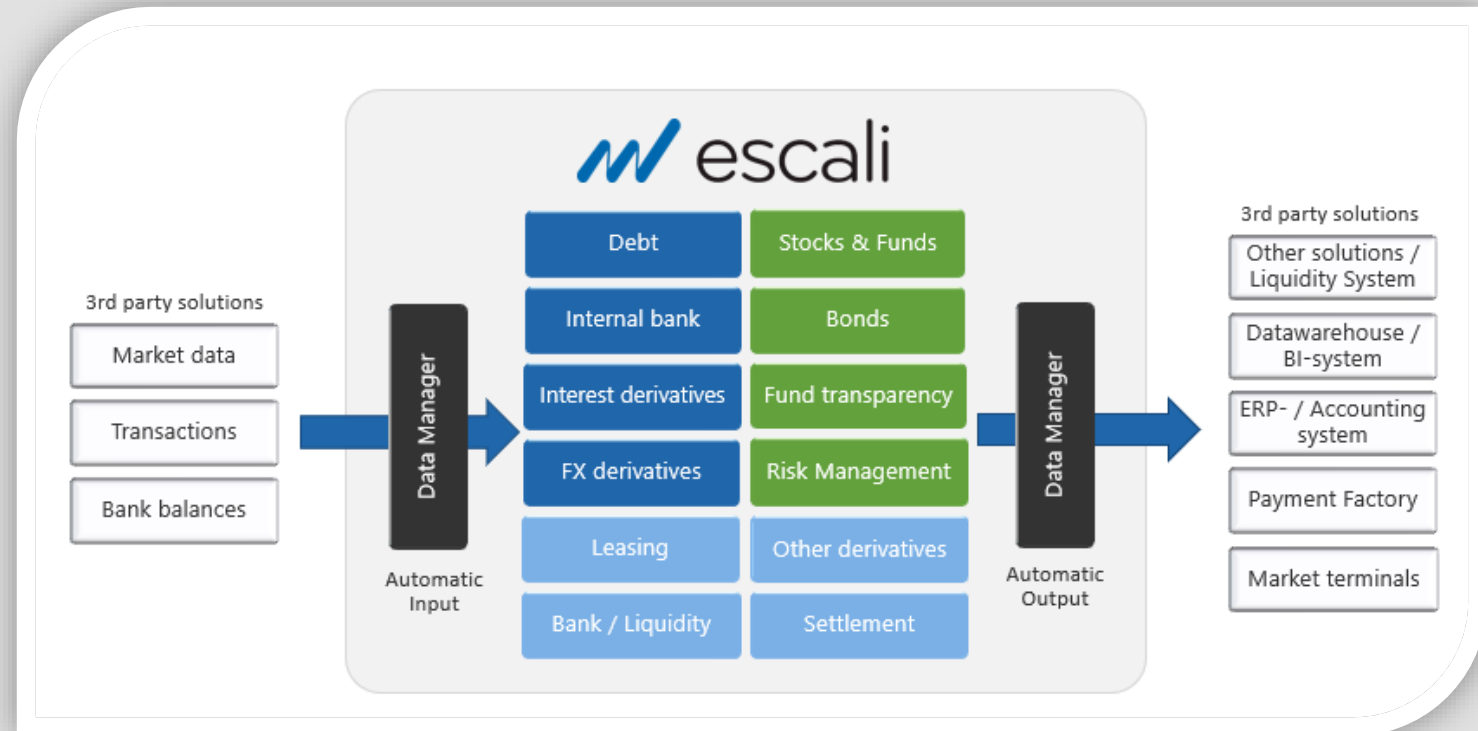 escali
3rd party solutions
Market data
Transactions
Bank balances
Data Manager
Automatic
Input
Debt
Stocks & Funds
Internal bank
Bonds
Interest derivatives
Fund transparency
FX derivatives
Risk Management
Leasing
Other derivatives
Bank / Liquidity
Settlement
Data Manager
Automatic
Output
3rd party solutions
Other solutions /
Liquidity System
Datawarehouse /
BI-system
ERP- / Accounting
system
Payment Factory
Market terminals